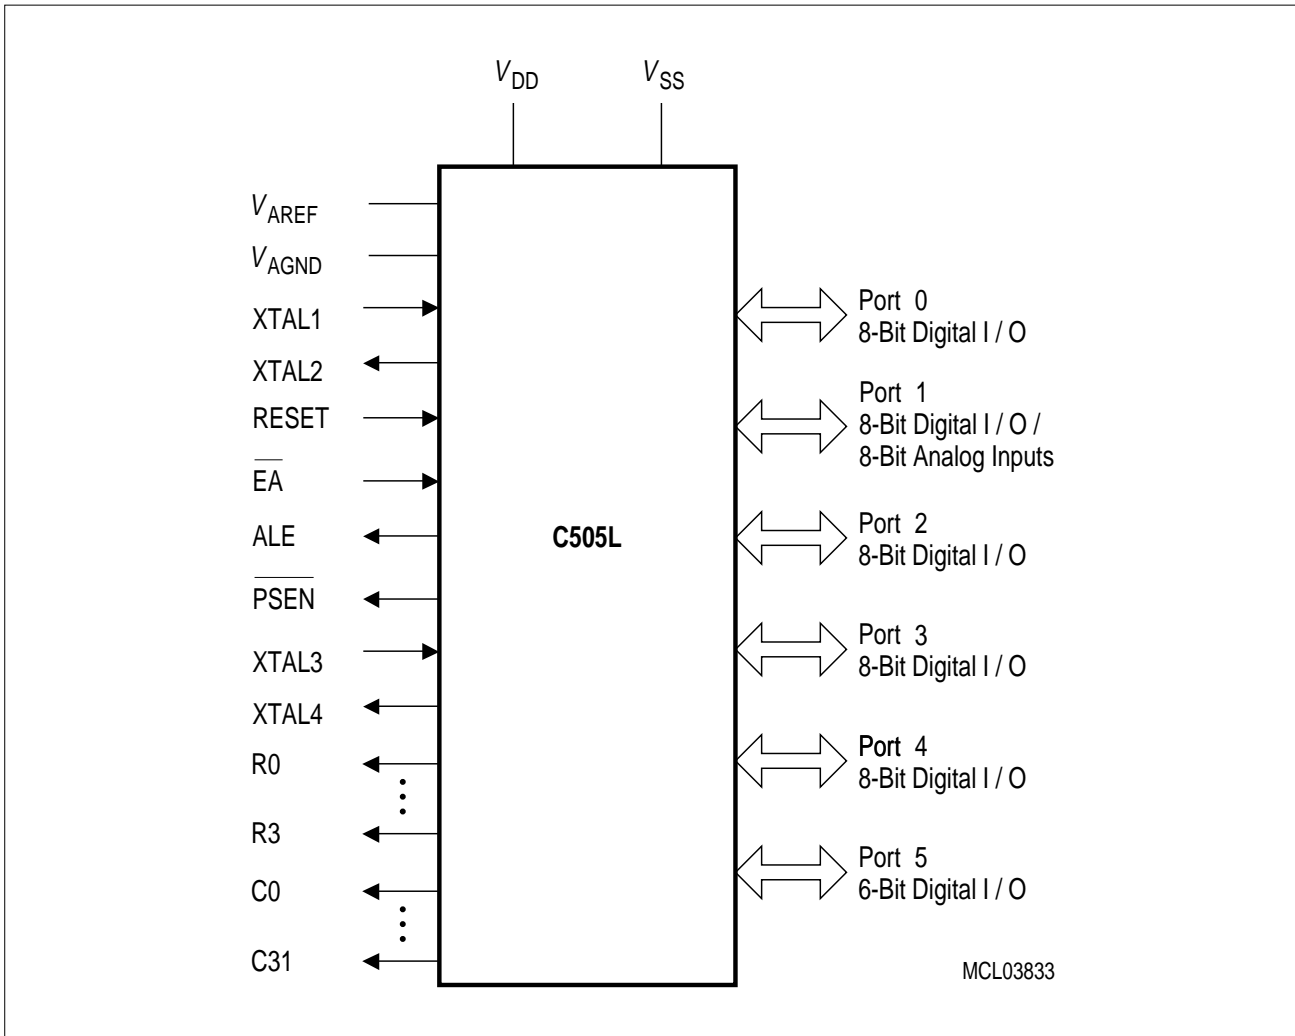 VDD
VSS
VAREF
VAGND
XTAL1
XTAL2
RESET
EA
ALE
PSEN
XTAL3
XTAL4
R0
R3
C0
C31
C505L
Port 0
8-Bit Digital I / O
Port 1
8-Bit Digital I / O /
8-Bit Analog Inputs
Port 2
8-Bit Digital I / O
Port 3
8-Bit Digital I / O
Port 4
8-Bit Digital I / O
Port 5
6-Bit Digital I / O
MCL03833